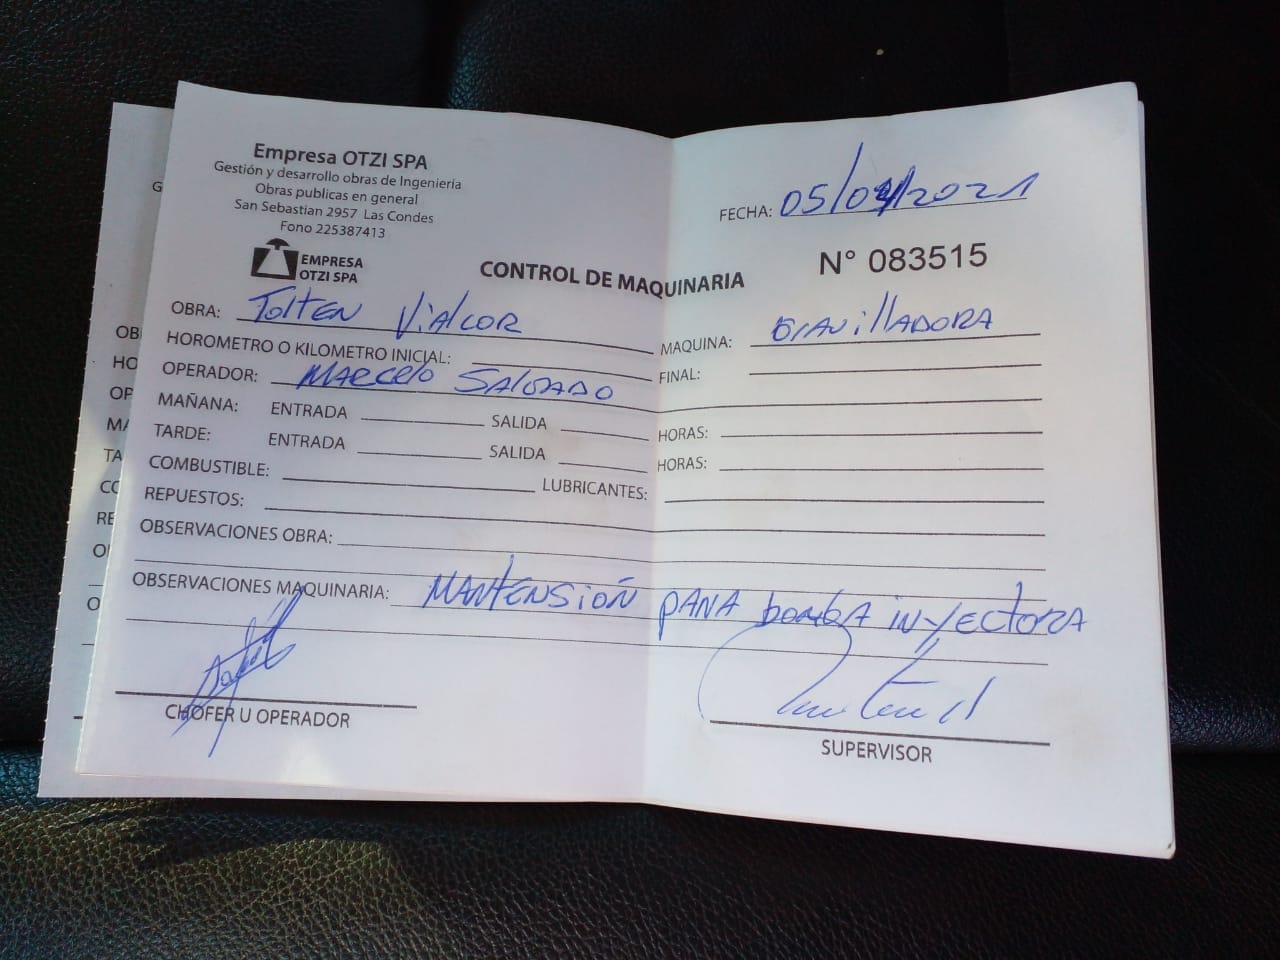 Empresa OTZI SPA
Gestión y desarrollo obras de Ingeniería
Obras publicas en general
San Sebastian 2957 Las Condes
Fono 225387413
EMPRESA
OTZI SPA
FECHA: 05/ /2021
CONTROL DE MAQUINARIA
N° 083515
OBRA: Tolten Vialcor MAQUINA: GravillADORA
HOROMETRO O KILOMETRO INICIAL: FINAL:
OPERADOR: MARCElO SAlGADO
MAÑANA: ENTRADA SALIDA HORAS:
TARDE: ENTRADA SALIDA HORAS:
COMBUSTIBLE: LUBRICANTES:
REPUESTOS:
OBSERVACIONES OBRA:
OBSERVACIONES MAQUINARIA: MANTENSIÓN PANA bombA inyECTORA
CHOFER U OPERADOR
SUPERVISOR
G
OB
HO
OP
MA
TA
CO
RE
O
O